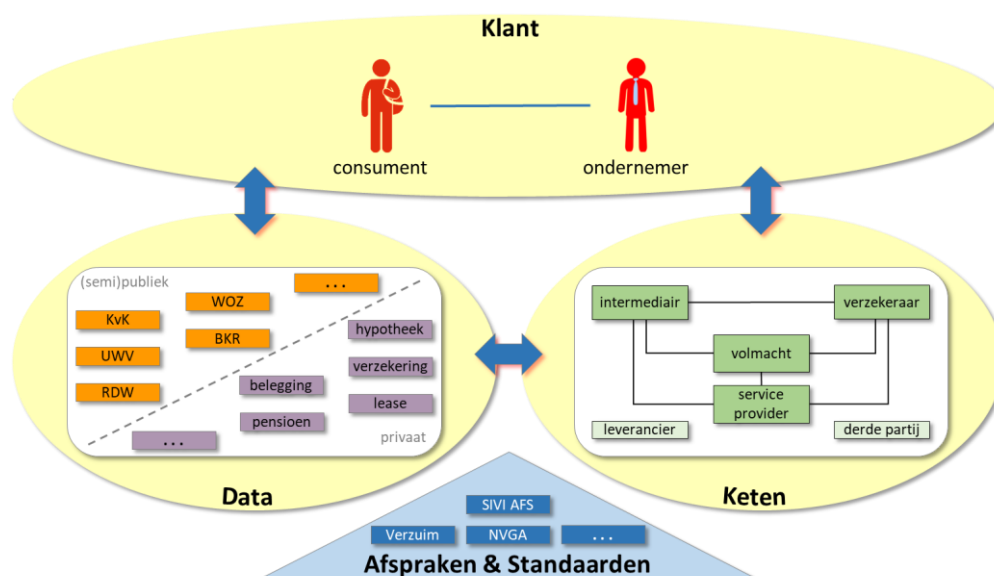 Klant
consument
ondernemer
(semi)publiek
...
WOZ
KvK
hypotheek
BKR
UWV
verzekering
belegging
RDW
lease
pensioen
...
privaat
Data
intermediair
verzekeraar
volmacht
service
provider
leverancier
derde partij
Keten
SIVI AFS
Verzuim
NVGA
...
Afspraken & Standaarden